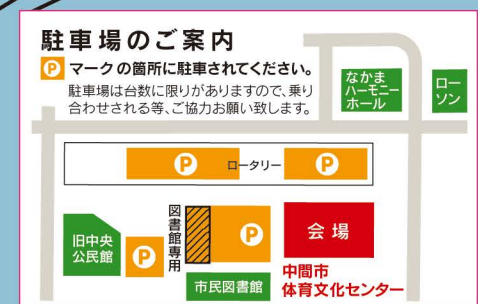 駐車場のご案内
P マークの箇所に駐車されてください。
駐車場は台数に限りがありますので、乗り
合わせされる等、ご協力お願い致します。
なかま
ハーモニー
ホール
ロー
ソン
P
ロータリー
P
旧中央
公民館
P
図書館専用
P
会場
市民図書館
中間市
体育文化センター